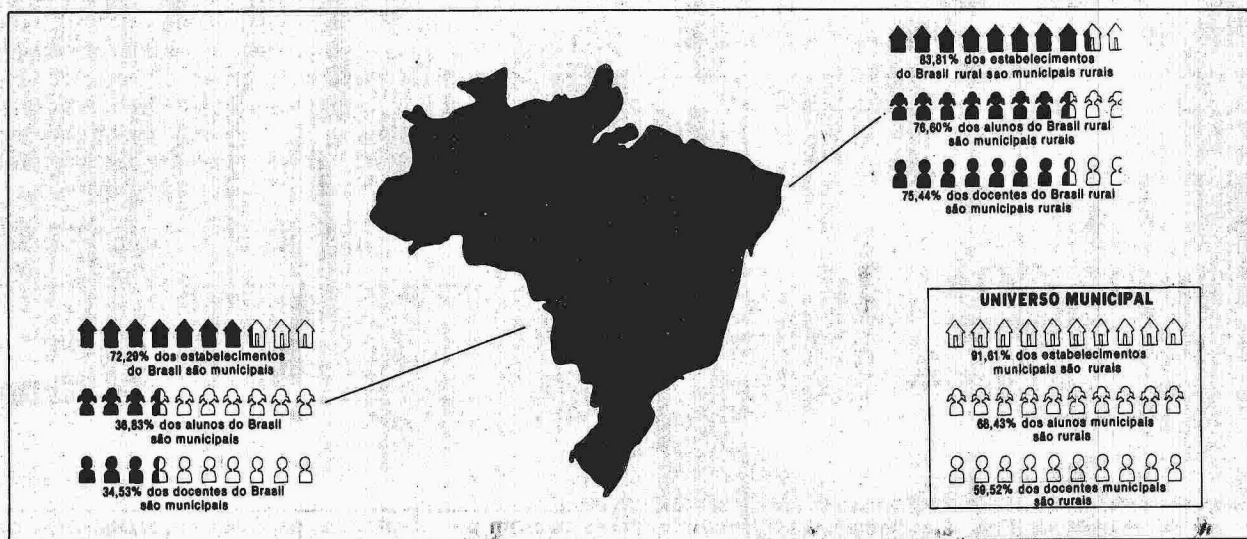 83,81% dos estabelecimentos
do Brasil rural sao municipais rurais
76,60% dos alunos do Brasil rural
são municipais rurais
75,44% dos docentes do Brasil rural
são municipais rurais
72,29% dos estabelecimentos
do Brasil são municipais
36,83% dos alunos do Brasil
são municipais
34,53% dos docentes do Brasil
são municipais
UNIVERSO MUNICIPAL
91,61% dos estabelecimentos
municipais são rurais
68,43% dos alunos municipais
são rurais
59,52% dos docentes municipais
são rurais